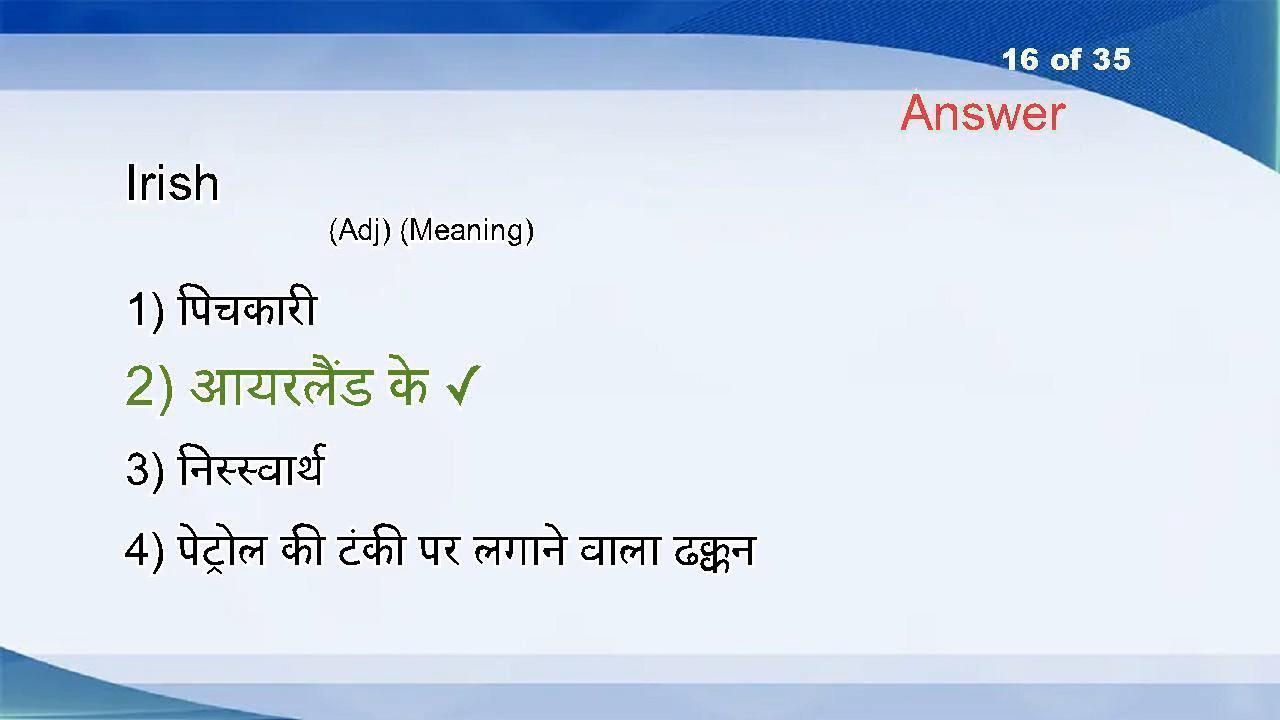 16 of 35
Answer
Irish
(Adj) (Meaning)
1) पिचकारी
2) आयरलैंड के ✓
3) निस्स्वार्थ
4) पेट्रोल की टंकी पर लगाने वाला ढक्कन